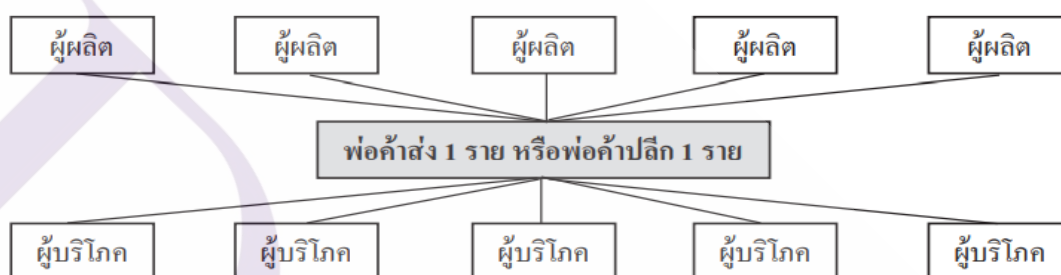 ผู้ผลิต ผู้ผลิต ผู้ผลิต ผู้ผลิต ผู้ผลิต
พ่อค้าส่ง 1 ราย หรือพ่อค้าปลีก 1 ราย
ผู้บริโภค ผู้บริโภค ผู้บริโภค ผู้บริโภค ผู้บริโภค